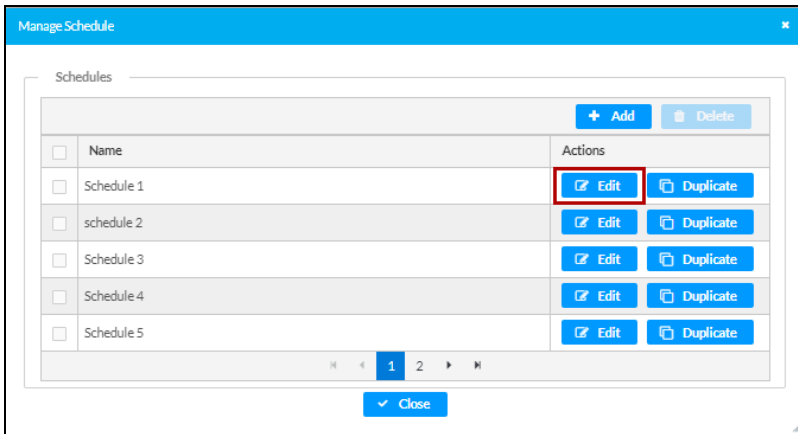 Manage Schedule
Schedules
Add Delete
Name Actions
Schedule 1 Edit Duplicate
schedule 2 Edit Duplicate
Schedule 3 Edit Duplicate
Schedule 4 Edit Duplicate
Schedule 5 Edit Duplicate
1 2
Close